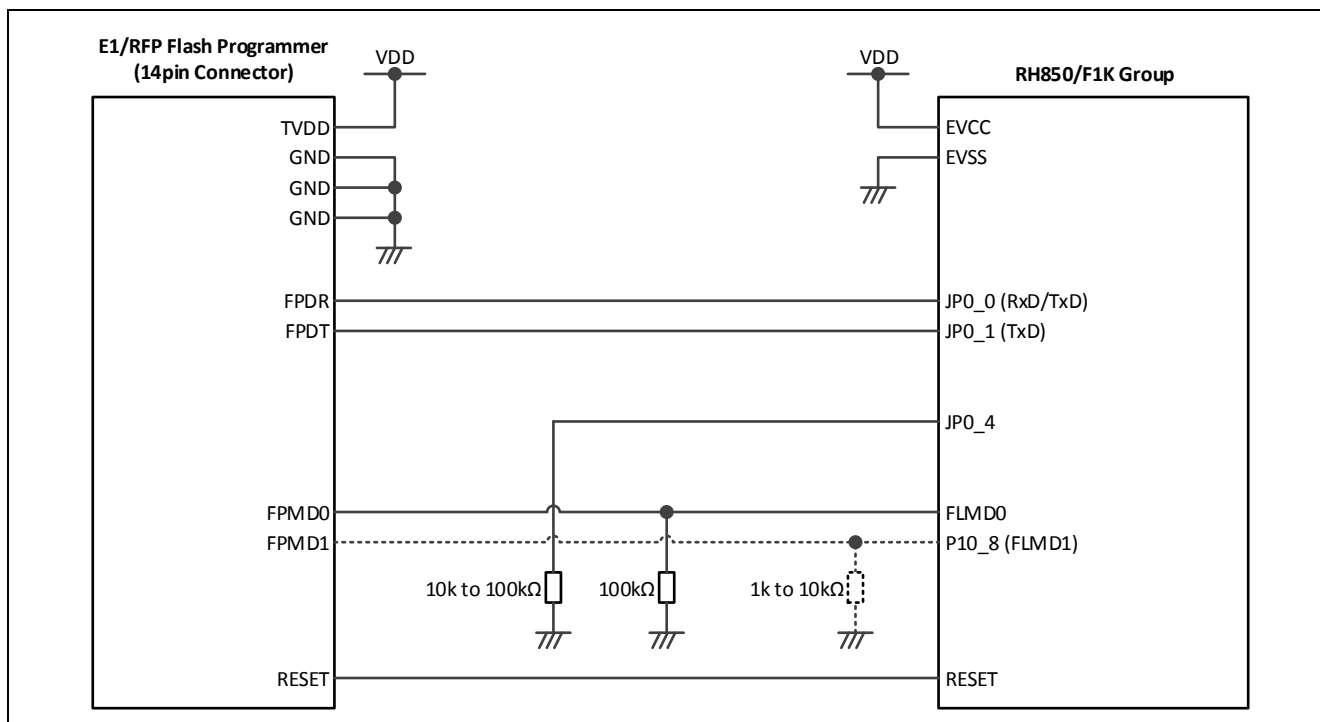 E1/RFP Flash Programmer
(14pin Connector)
VDD
VDD
RH850/F1K Group
TVDD
EVCC
GND
EVSS
GND
GND
FPDR
JP0_0 (RxD/TxD)
FPDT
JP0_1 (TxD)
JP0_4
FPMD0
FLMD0
FPMD1
P10_8 (FLMD1)
10k to 100kΩ
100kΩ
1k to 10kΩ
RESET
RESET